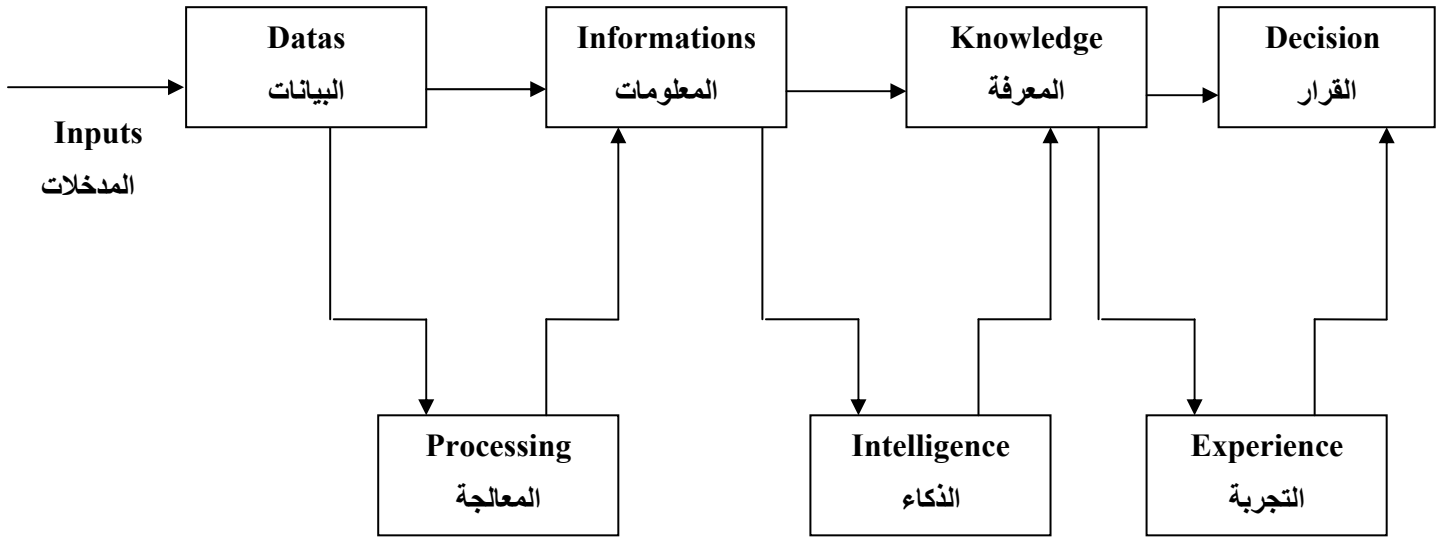 Datas
البيانات
Informations
المعلومات
Knowledge
المعرفة
Decision
القرار
Inputs
المدخلات
Processing
المعالجة
Intelligence
الذكاء
Experience
التجربة